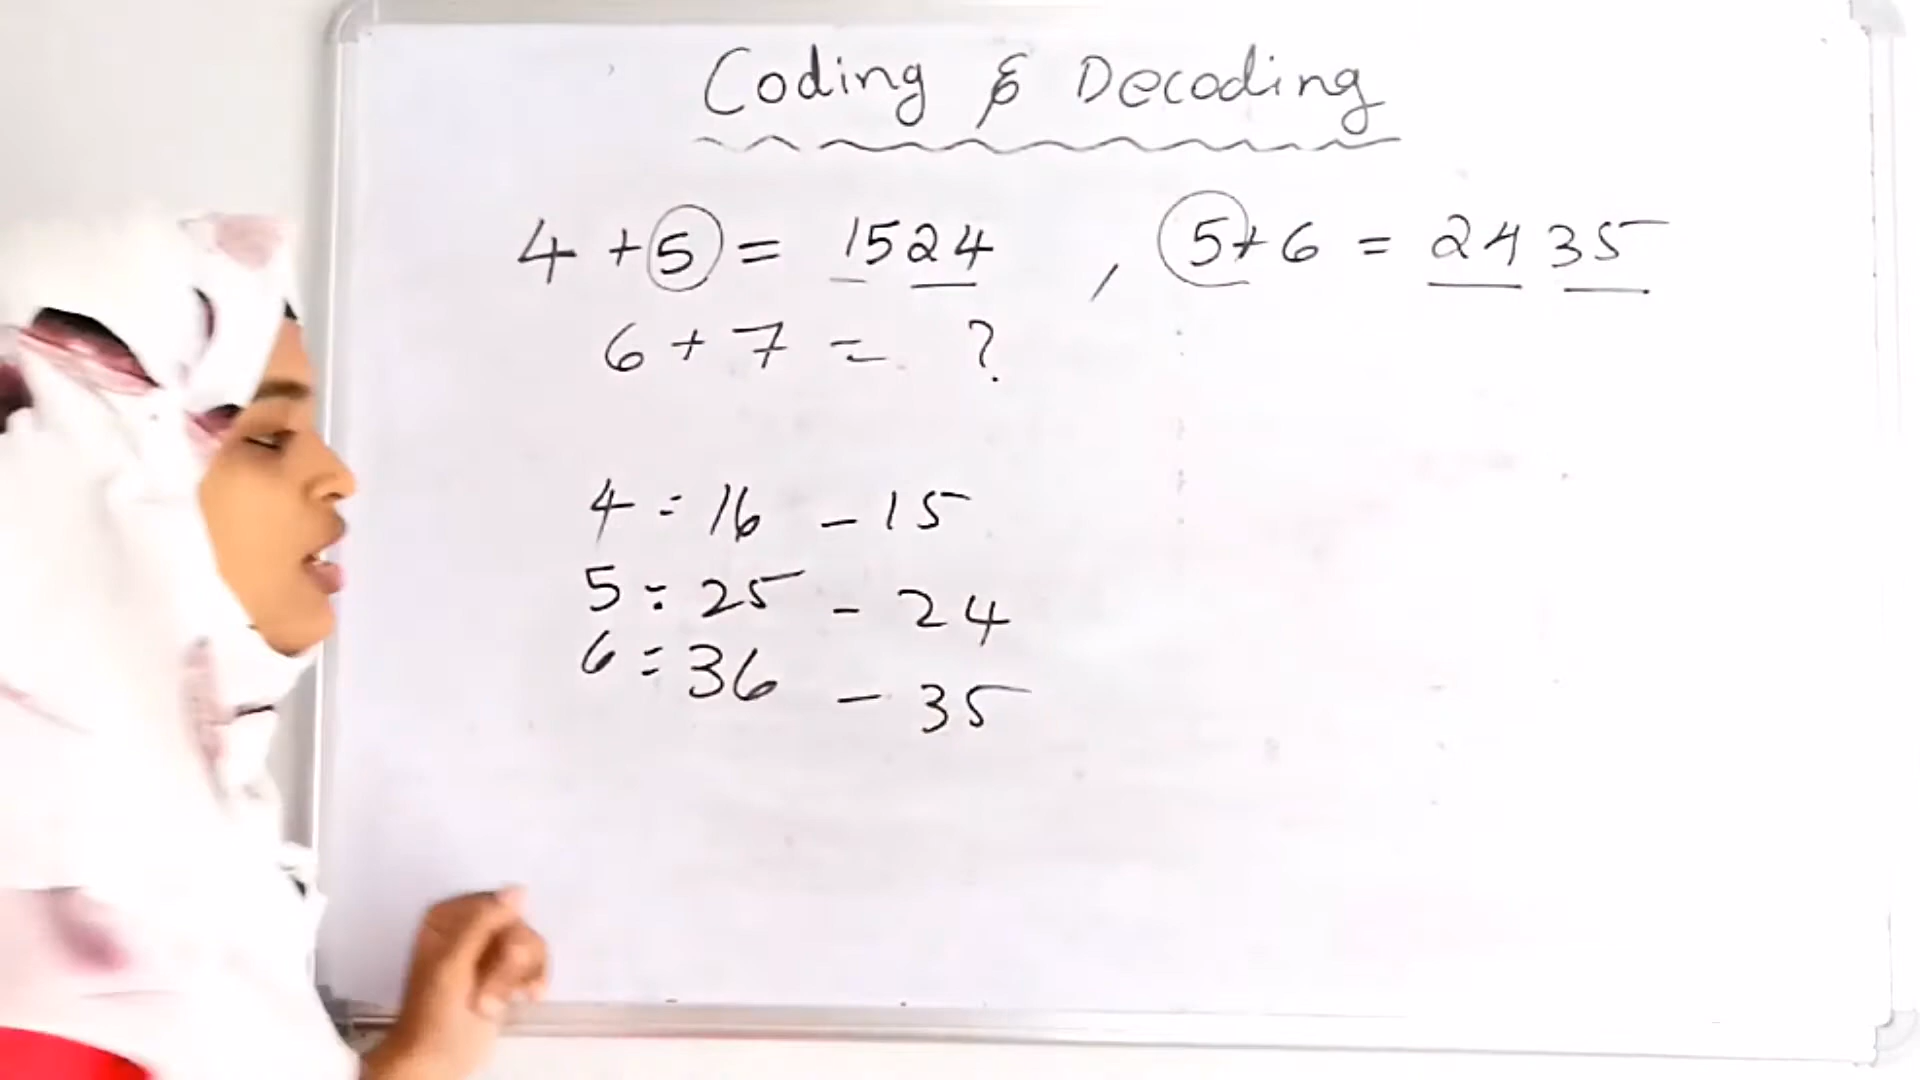 Coding & Decoding
4 + 5 = 1524 , 5 + 6 = 2435
6 + 7 = ?
4 = 16 - 15
5 = 25 - 24
6 = 36 - 35